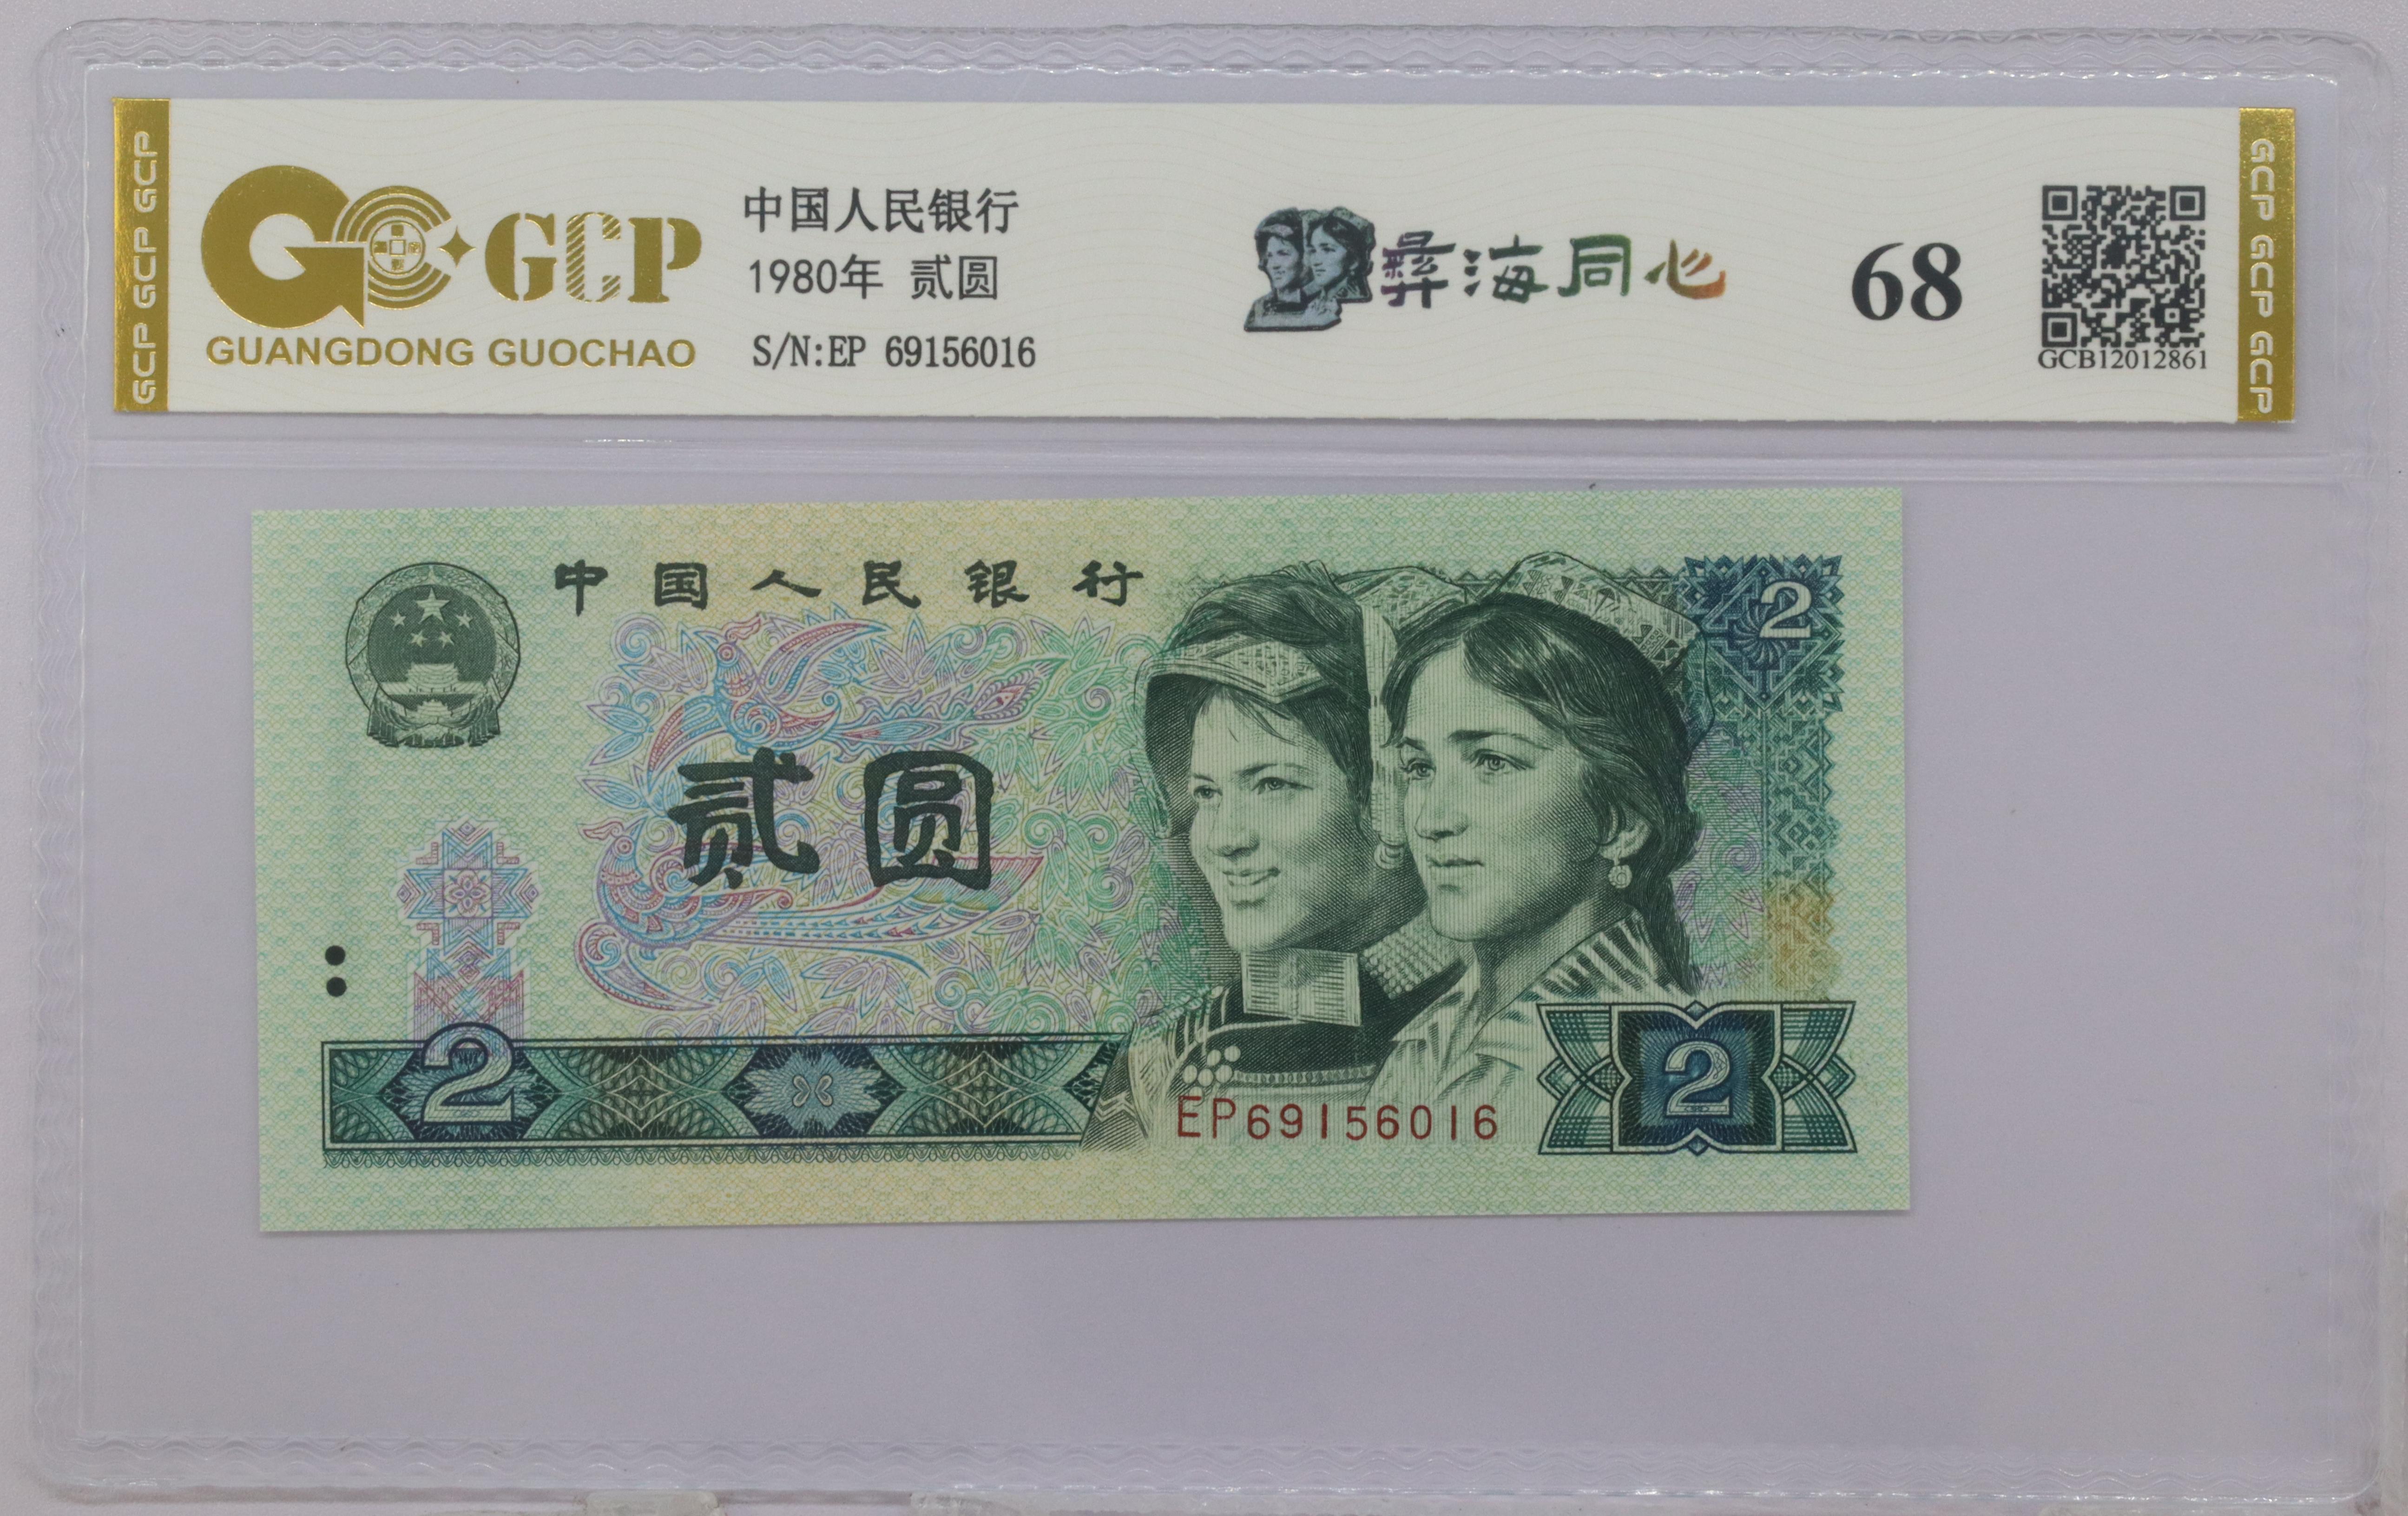 GCP GCP GCP
GCP
GUANGDONG GUOCHAO
中国人民银行
1980年 贰圆
S/N:EP 69156016
彝海同心
68
GCB12012861
GCP GCP GCP
中国人民银行
贰圆
2
2
2
EP69156016